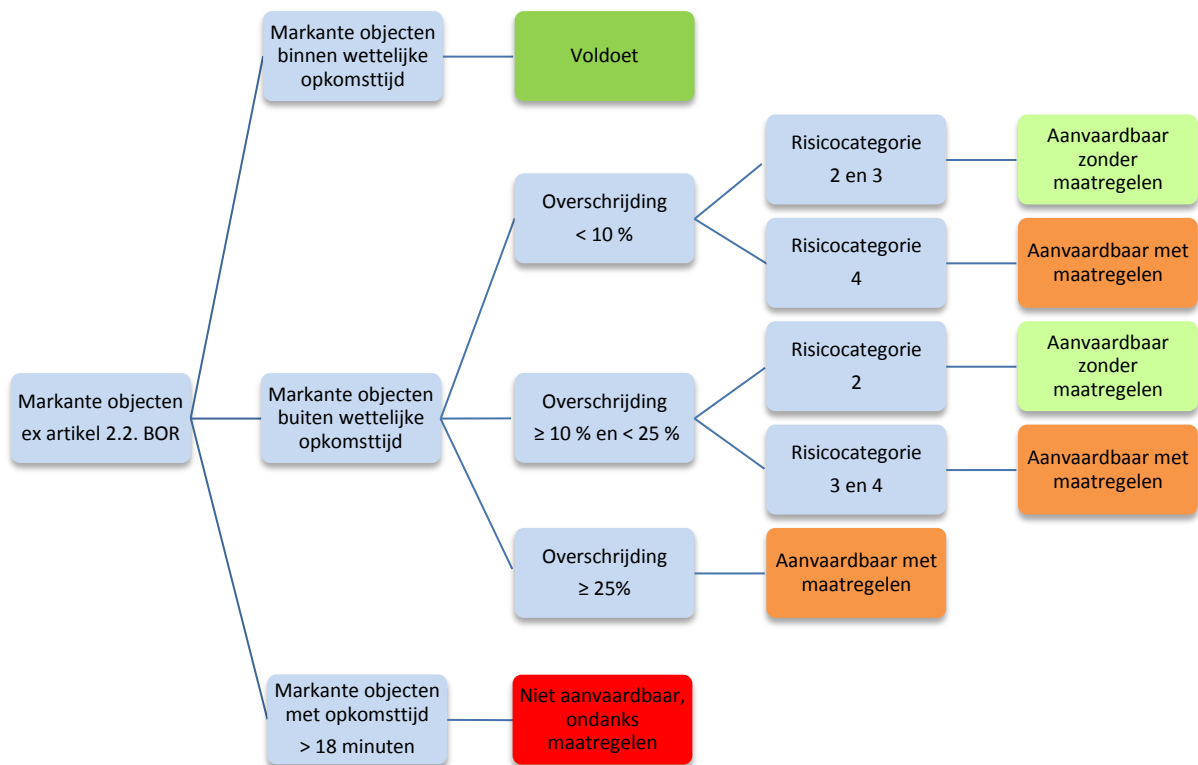 Markante objecten
ex artikel 2.2. BOR
Markante objecten
binnen wettelijke
opkomsttijd
Voldoet
Markante objecten
buiten wettelijke
opkomsttijd
Overschrijding
< 10 %
Risicocategorie
2 en 3
Aanvaardbaar
zonder
maatregelen
Risicocategorie
4
Aanvaardbaar met
maatregelen
Overschrijding
≥ 10 % en < 25 %
Risicocategorie
2
Aanvaardbaar
zonder
maatregelen
Risicocategorie
3 en 4
Aanvaardbaar met
maatregelen
Overschrijding
≥ 25%
Aanvaardbaar met
maatregelen
Markante objecten
met opkomsttijd
> 18 minuten
Niet aanvaardbaar,
ondanks
maatregelen